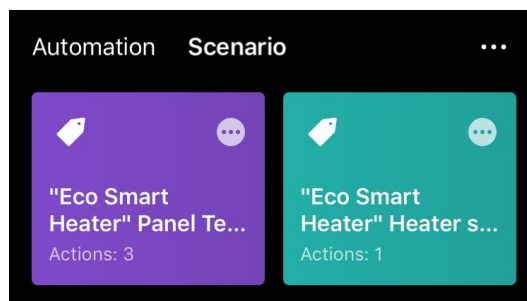 Automation Scenario
"Eco Smart
Heater" Panel Te...
Actions: 3
"Eco Smart
Heater" Heater s...
Actions: 1